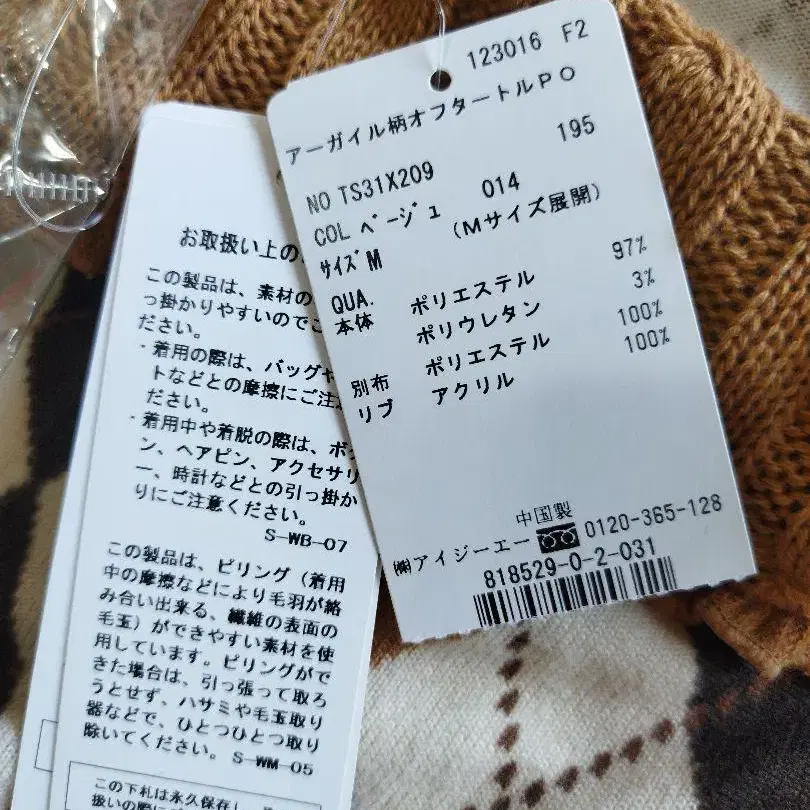 123016 F2
アーガイル柄オフタートルPO
195
NO TS31X209
COL ベージュ 014
サイズ M (Mサイズ展開)
QUA.
本体 ポリエステル 97%
ポリウレタン 3%
別布 ポリエステル 100%
リブ アクリル 100%
中国製
㈱アイジーエー 0120-365-128
818529-0-2-031
お取扱い上の
この製品は、素材の
っ掛かりやすいのでご
ださい。
・着用の際は、バッグや
トなどとの摩擦にご注
ださい。
・着用中や着脱の際は、ボ
ン、ヘアピン、アクセサリ
ー、時計などとの引っ掛か
りにご注意ください。
S-WB-07
この製品は、ピリング（着用
中の摩擦などにより毛羽が絡
み合い出来る、繊維の表面の
毛玉）ができやすい素材を使
用しています。ピリングがで
きた場合は、引っ張って取ろ
うとせず、ハサミや毛玉取り
器などで、ひとつひとつ取り
除いてください。 S-WM-05
この下札は永久保存し、
扱いの際に